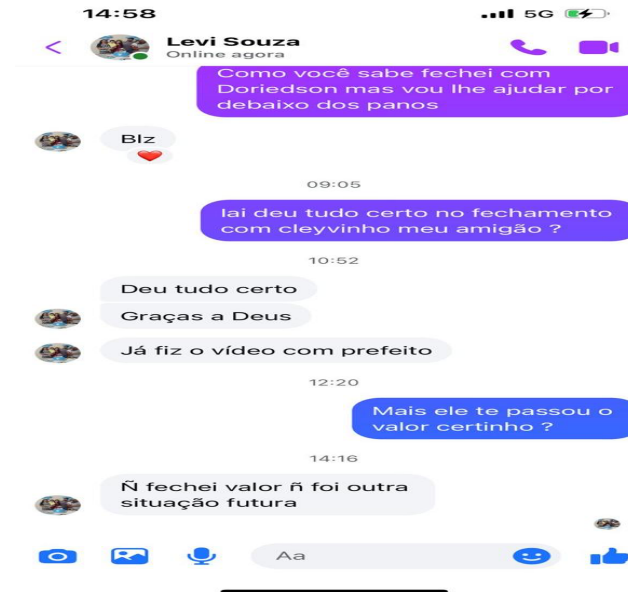 14:58
5G
Levi Souza
Online agora
Como você sabe fechei com
Doriedson mas vou lhe ajudar por
debaixo dos panos
Blz
09:05
Iai deu tudo certo no fechamento
com cleyvinho meu amigão ?
10:52
Deu tudo certo
Graças a Deus
Já fiz o vídeo com prefeito
12:20
Mais ele te passou o
valor certinho ?
14:16
Ñ fechei valor ñ foi outra
situação futura
Aa